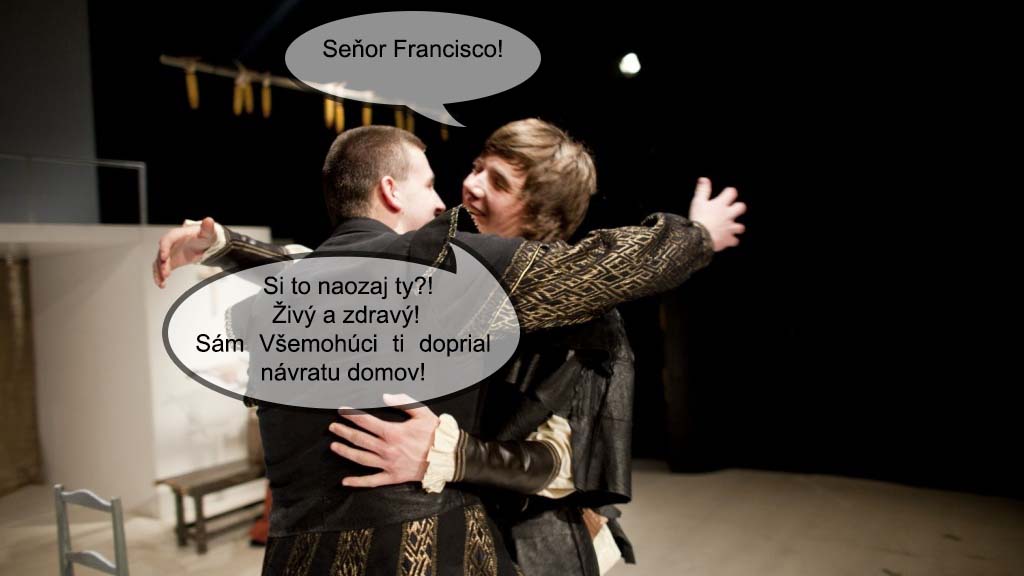 Seňor Francisco!
Si to naozaj ty?!
Živý a zdravý!
Sám Všemohúci ti doprial
návratu domov!